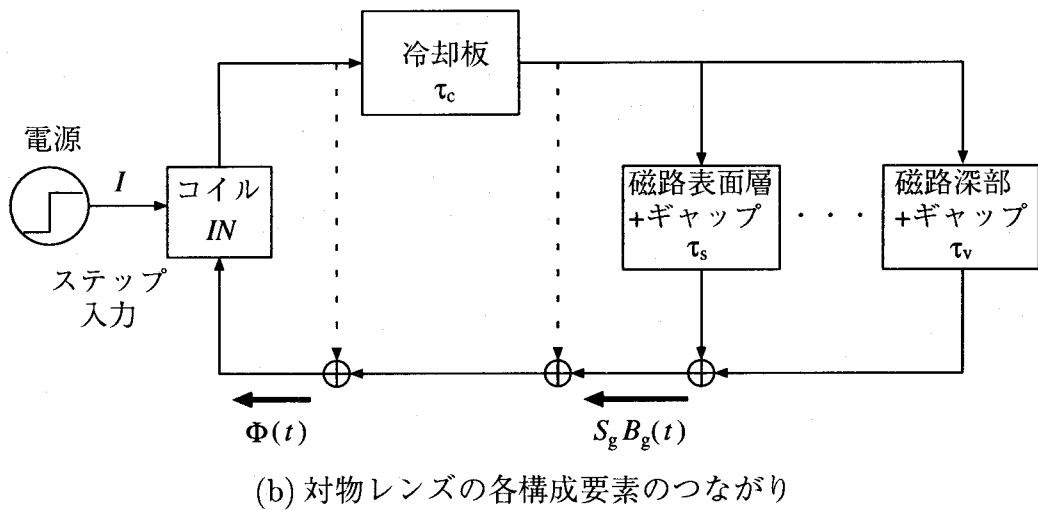 冷却板
τc
電源
I
コイル
IN
ステップ
入力
磁路表面層
+ギャップ
τs
· · ·
磁路深部
+ギャップ
τv
Φ(t)
SgBg(t)
(b) 対物レンズの各構成要素のつながり